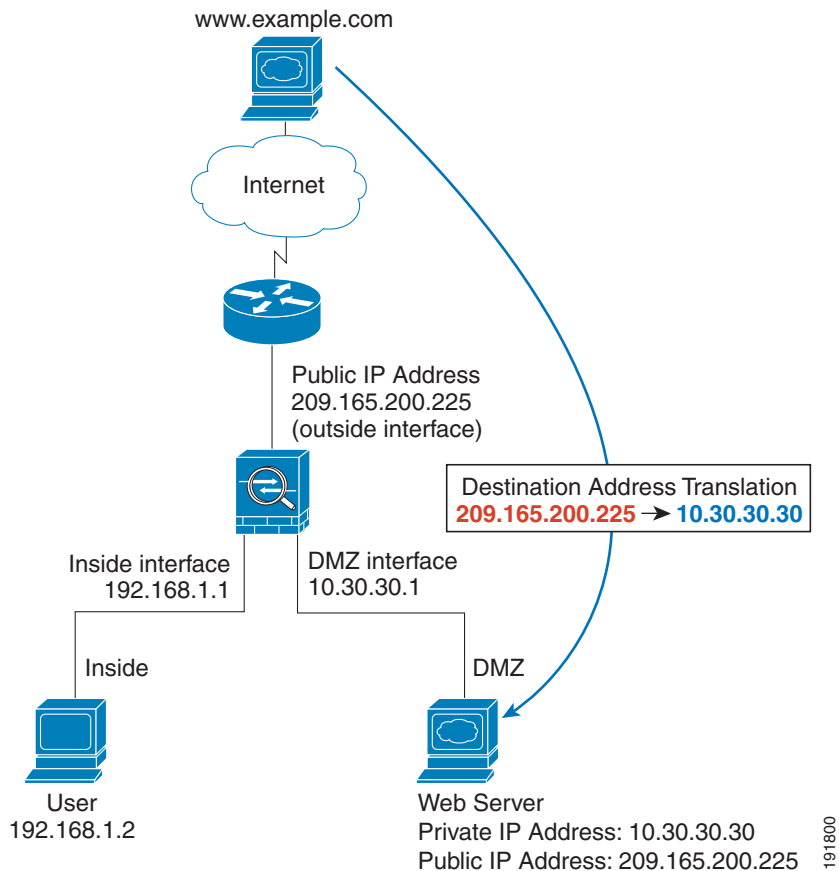 www.example.com
Internet
Public IP Address
209.165.200.225
(outside interface)
Destination Address Translation
209.165.200.225 → 10.30.30.30
Inside interface
192.168.1.1
DMZ interface
10.30.30.1
Inside
DMZ
User
192.168.1.2
Web Server
Private IP Address: 10.30.30.30
Public IP Address: 209.165.200.225
191800